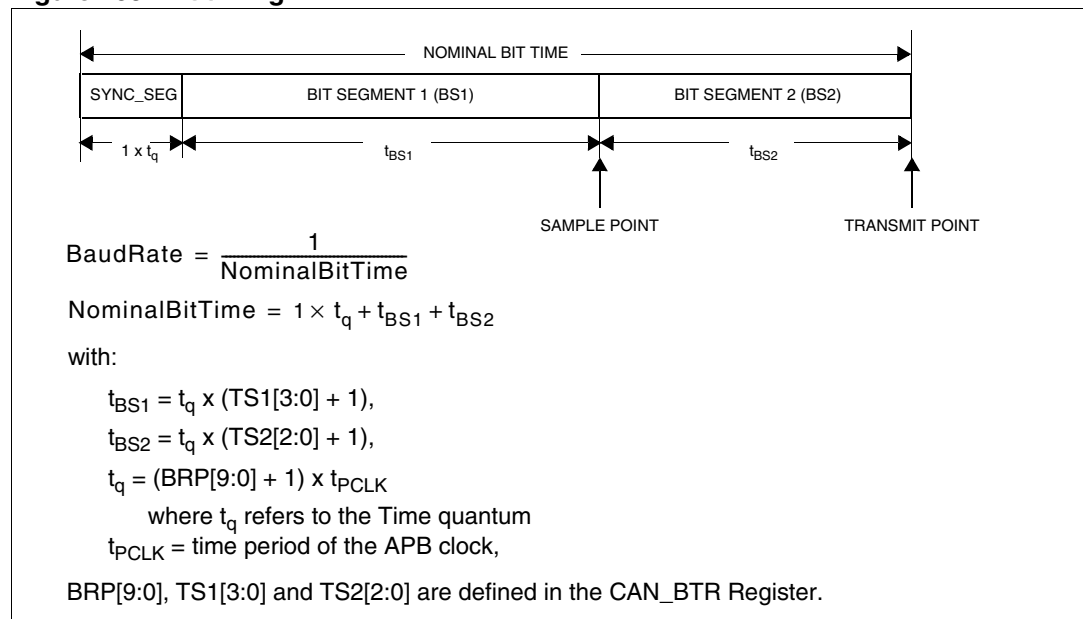 NOMINAL BIT TIME
SYNC_SEG BIT SEGMENT 1 (BS1) BIT SEGMENT 2 (BS2)
1 x tq tBS1 tBS2
SAMPLE POINT TRANSMIT POINT
BaudRate = 1 / NominalBitTime
NominalBitTime = 1 × tq + tBS1 + tBS2
with:
tBS1 = tq x (TS1[3:0] + 1),
tBS2 = tq x (TS2[2:0] + 1),
tq = (BRP[9:0] + 1) x tPCLK
where tq refers to the Time quantum
tPCLK = time period of the APB clock,
BRP[9:0], TS1[3:0] and TS2[2:0] are defined in the CAN_BTR Register.